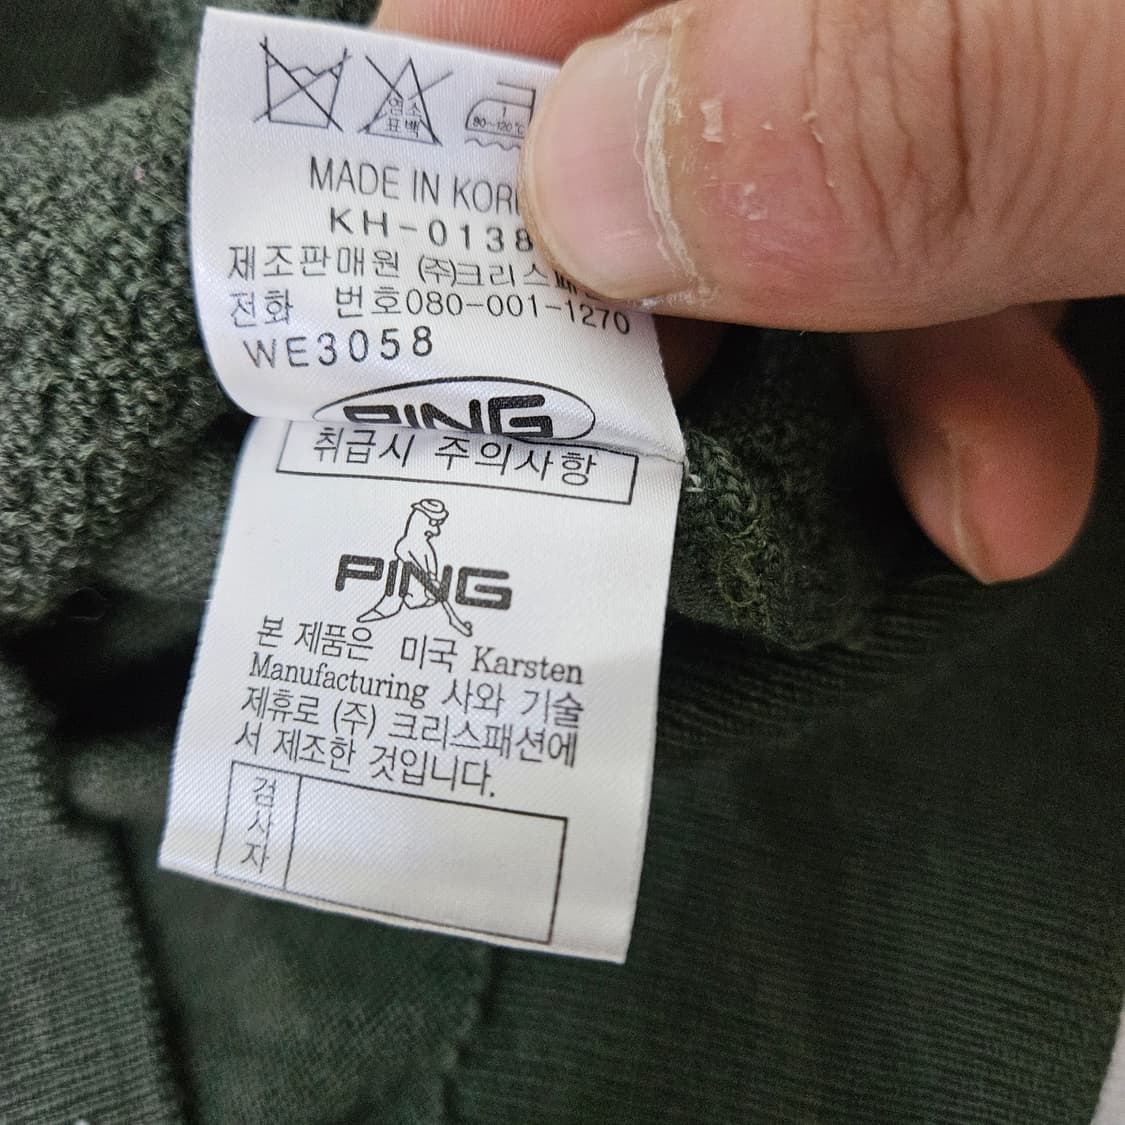 염소
표백
1
80~120℃
MADE IN
KH-0138
제조판매원 (주)크리스
전화 번호080-001-1270
WE3058
PING
취급시 주의사항
PING
본 제품은 미국 Karsten
Manufacturing 사와 기술
제휴로 (주) 크리스패션에
서 제조한 것입니다.
검사자